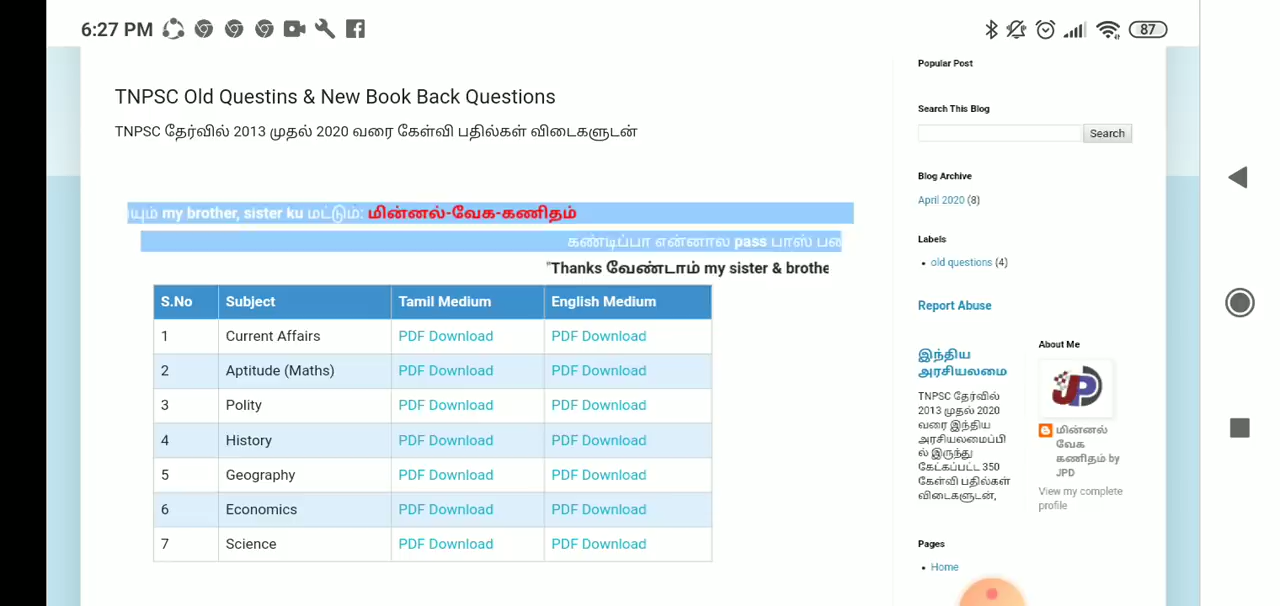 6:27 PM
87
TNPSC Old Questins & New Book Back Questions
TNPSC தேர்வில் 2013 முதல் 2020 வரை கேள்வி பதில்கள் விடைகளுடன்
my brother, sister ku மட்டும்: மின்னல்-வேக-கணிதம்
கண்டிப்பா என்னால pass பாஸ்
"Thanks வேண்டாம் my sister & brothe
S.No Subject Tamil Medium English Medium
1 Current Affairs PDF Download PDF Download
2 Aptitude (Maths) PDF Download PDF Download
3 Polity PDF Download PDF Download
4 History PDF Download PDF Download
5 Geography PDF Download PDF Download
6 Economics PDF Download PDF Download
7 Science PDF Download PDF Download
Popular Post
Search This Blog
Search
Blog Archive
April 2020 (8)
Labels
old questions (4)
Report Abuse
இந்திய
அரசியலமை
TNPSC தேர்வில்
2013 முதல் 2020
வரை இந்திய
அரசியலமைப்பி
ல் இருந்து
கேட்கப்பட்ட 350
கேள்வி பதில்கள்
விடைகளுடன்,
About Me
JPD
மின்னல்
வேக
கணிதம் by
JPD
View my complete
profile
Pages
Home